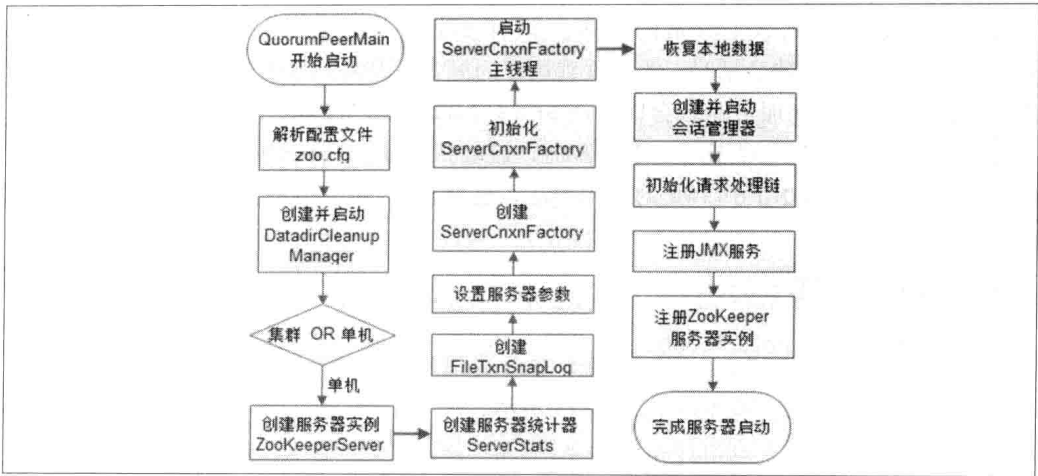 QuorumPeerMain
开始启动
解析配置文件
zoo.cfg
创建并启动
DatadirCleanup
Manager
集群 OR 单机
单机
创建服务器实例
ZooKeeperServer
创建服务器统计器
ServerStats
创建
FileTxnSnapLog
设置服务器参数
创建
ServerCnxnFactory
初始化
ServerCnxnFactory
启动
ServerCnxnFactory
主线程
恢复本地数据
创建并启动
会话管理器
初始化请求处理链
注册JMX服务
注册ZooKeeper
服务器实例
完成服务器启动